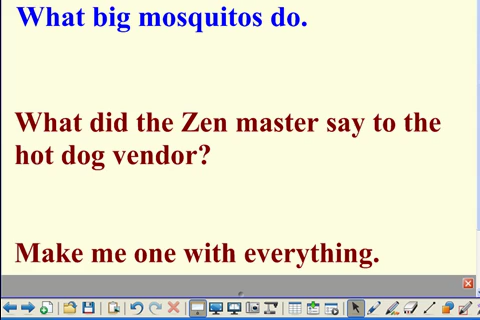 What big mosquitos do.
What did the Zen master say to the
hot dog vendor?
Make me one with everything.